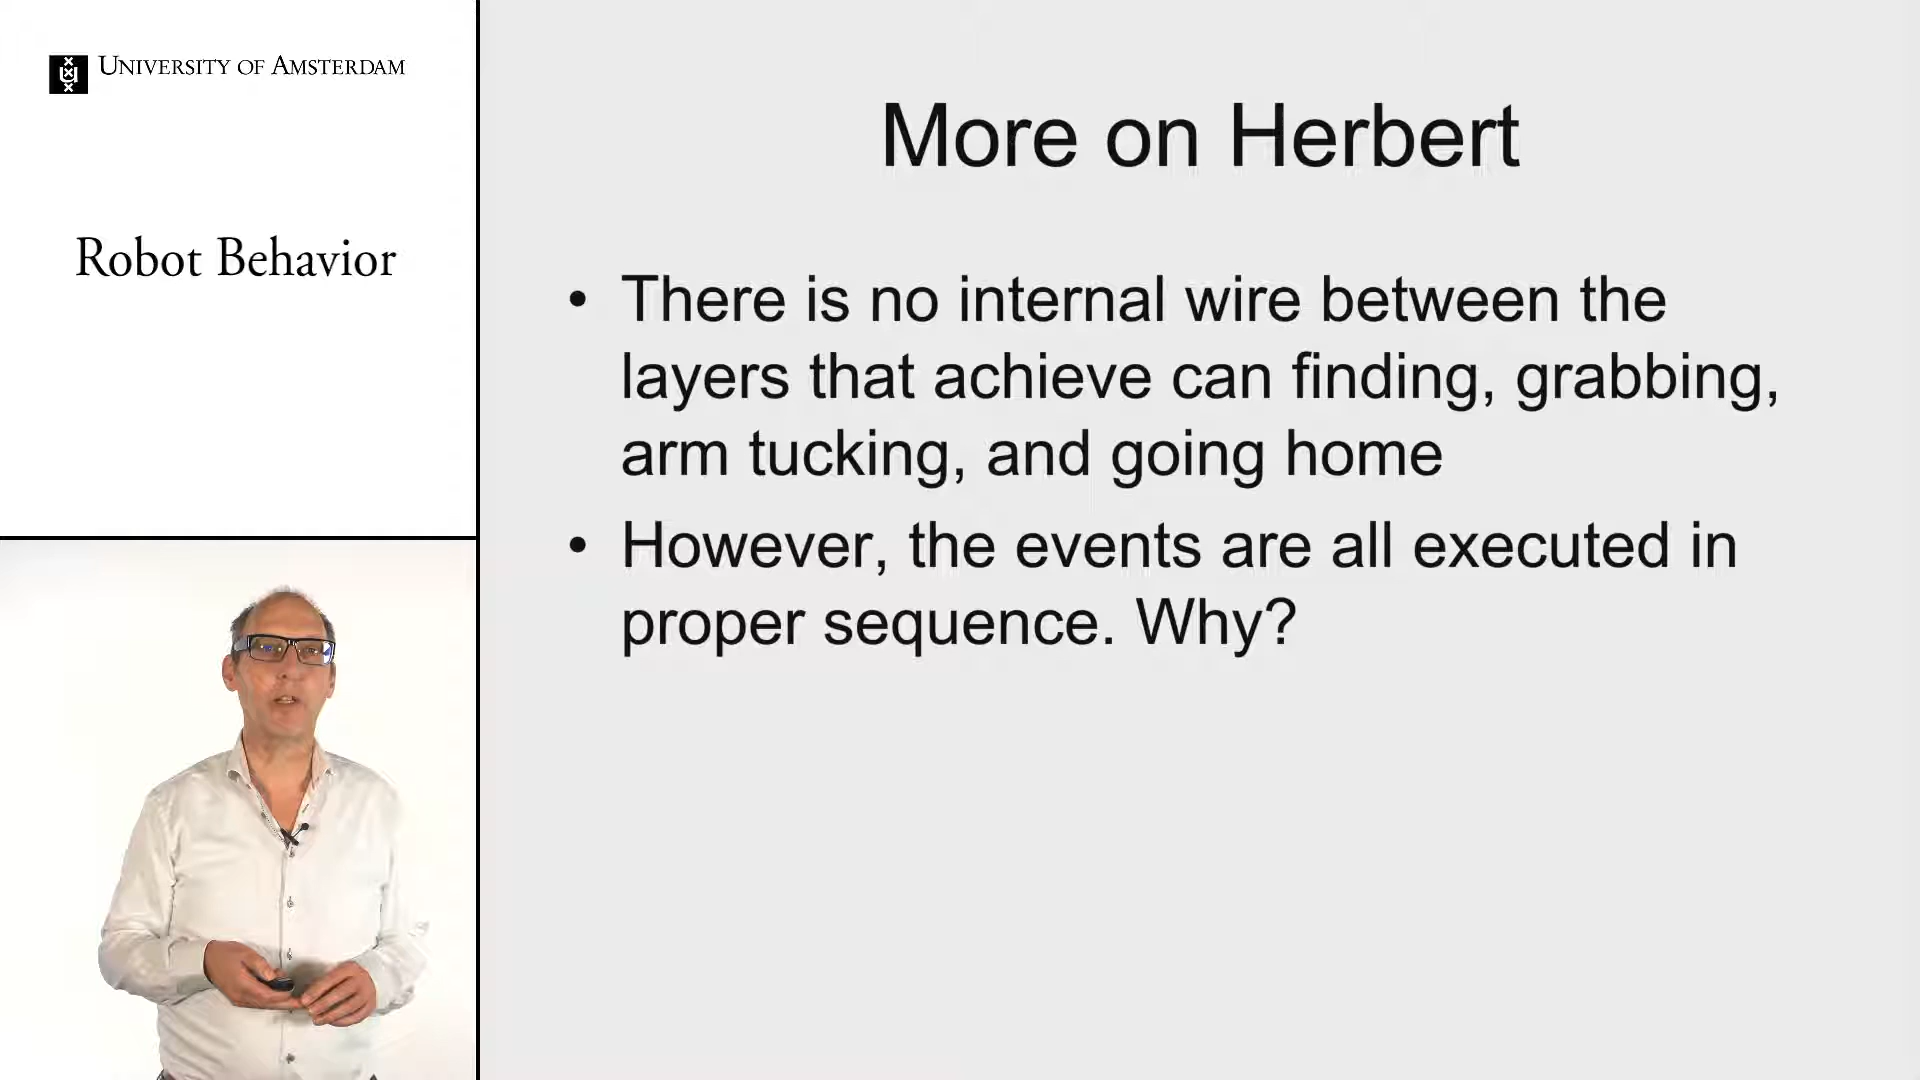 UNIVERSITY OF AMSTERDAM
Robot Behavior
More on Herbert
• There is no internal wire between the
layers that achieve can finding, grabbing,
arm tucking, and going home
• However, the events are all executed in
proper sequence. Why?